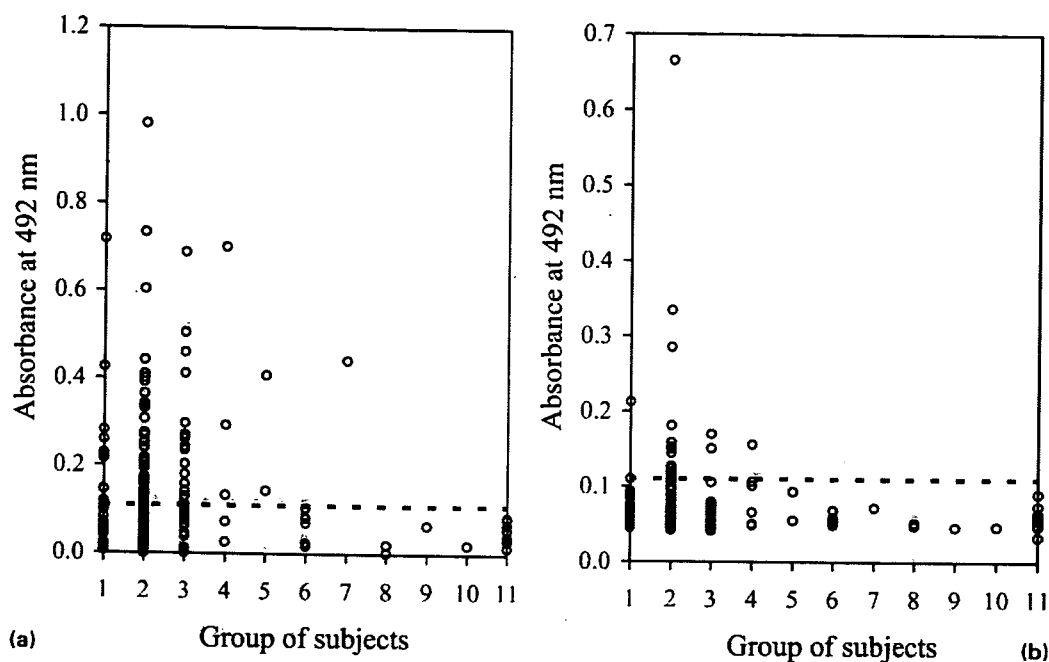 1.2
1.0
0.8
0.6
0.4
0.2
0.0
Absorbance at 492 nm
1 2 3 4 5 6 7 8 9 10 11
Group of subjects
(a)
0.7
0.6
0.5
0.4
0.3
0.2
0.1
0.0
Absorbance at 492 nm
1 2 3 4 5 6 7 8 9 10 11
Group of subjects
(b)